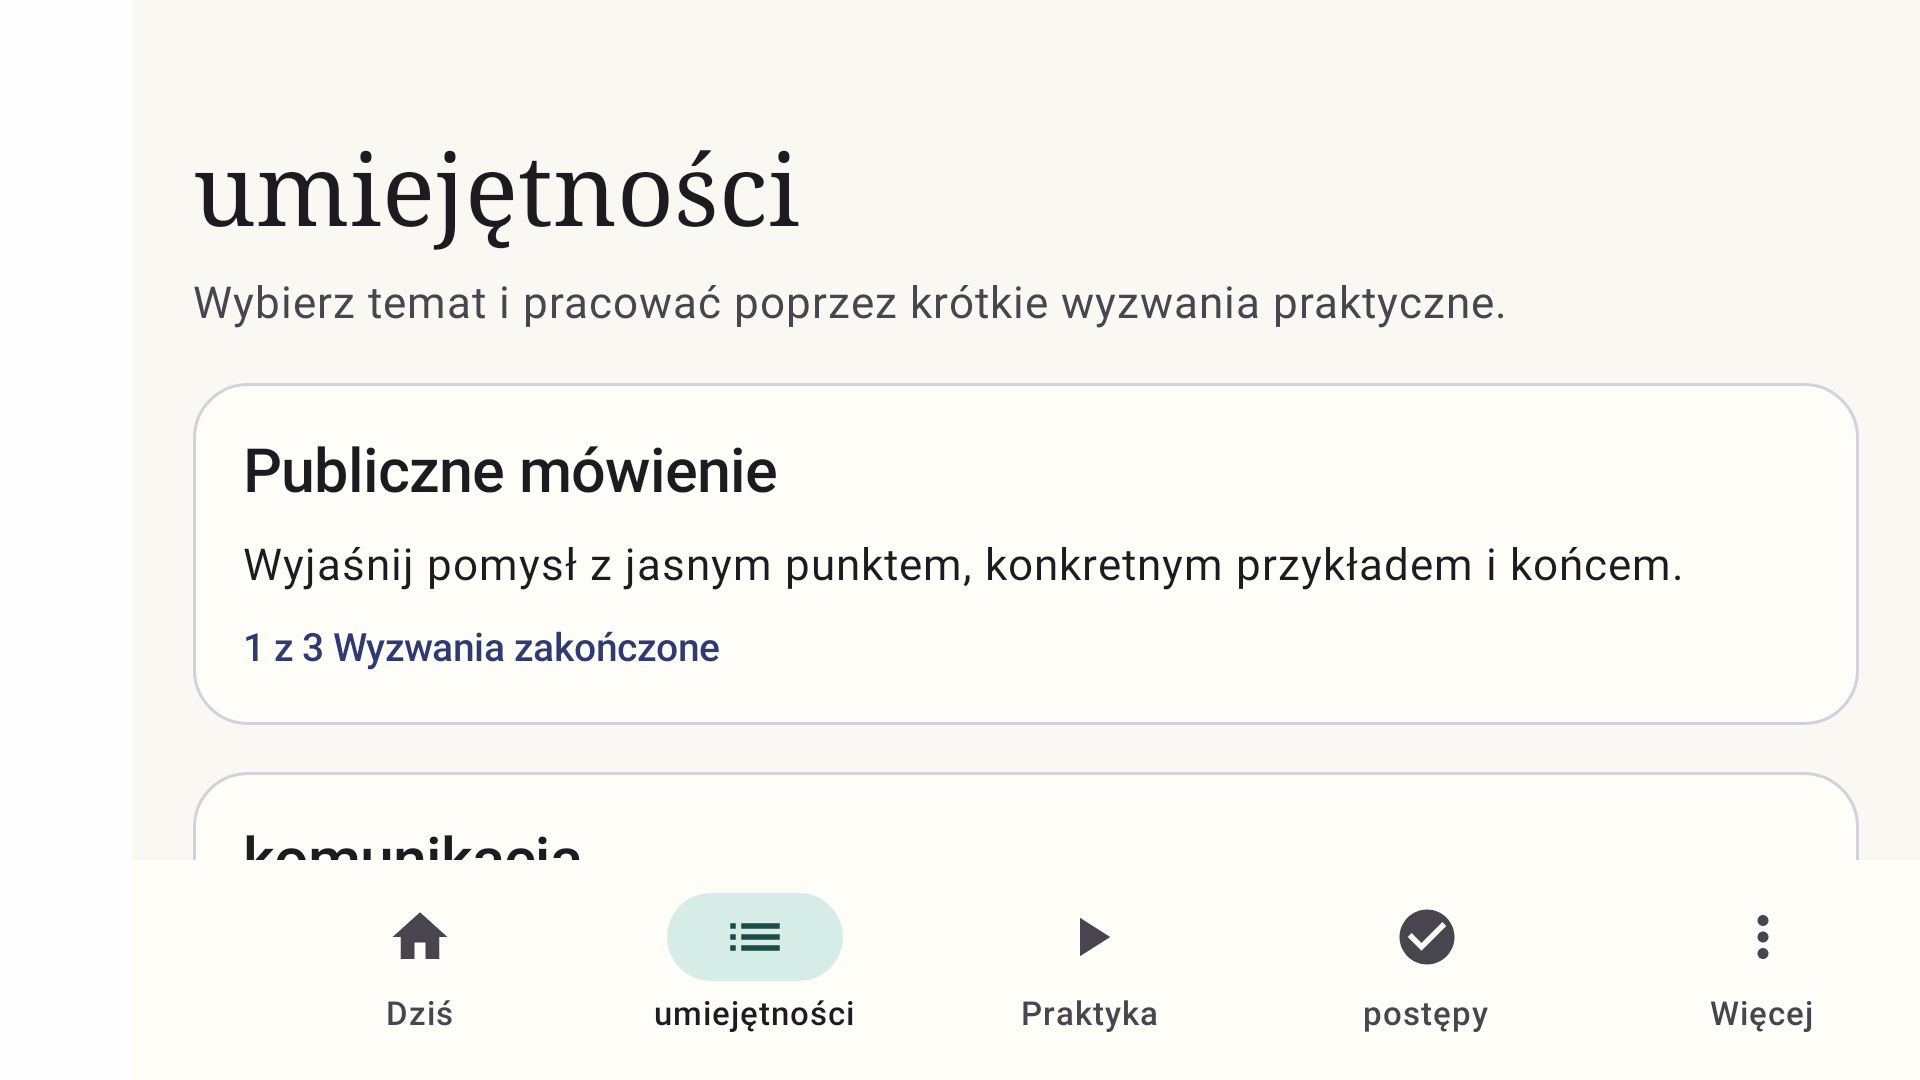 umiejętności
Wybierz temat i pracować poprzez krótkie wyzwania praktyczne.
Publiczne mówienie
Wyjaśnij pomysł z jasnym punktem, konkretnym przykładem i końcem.
1 z 3 Wyzwania zakończone
komunikacja
Dziś
umiejętności
Praktyka
postępy
Więcej